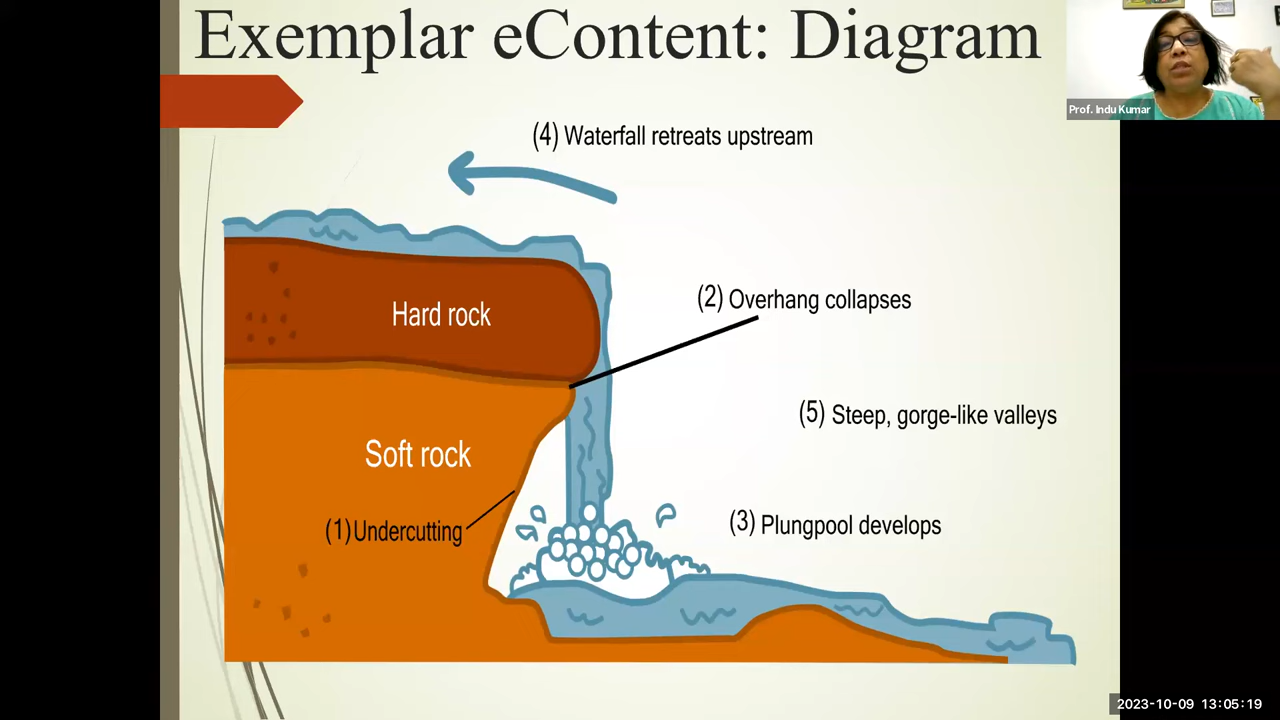 Exemplar eContent: Diagram
Prof. Indu Kumar
(4) Waterfall retreats upstream
(2) Overhang collapses
Hard rock
(5) Steep, gorge-like valleys
Soft rock
(1)Undercutting
(3) Plungpool develops
2023-10-09 13:05:19